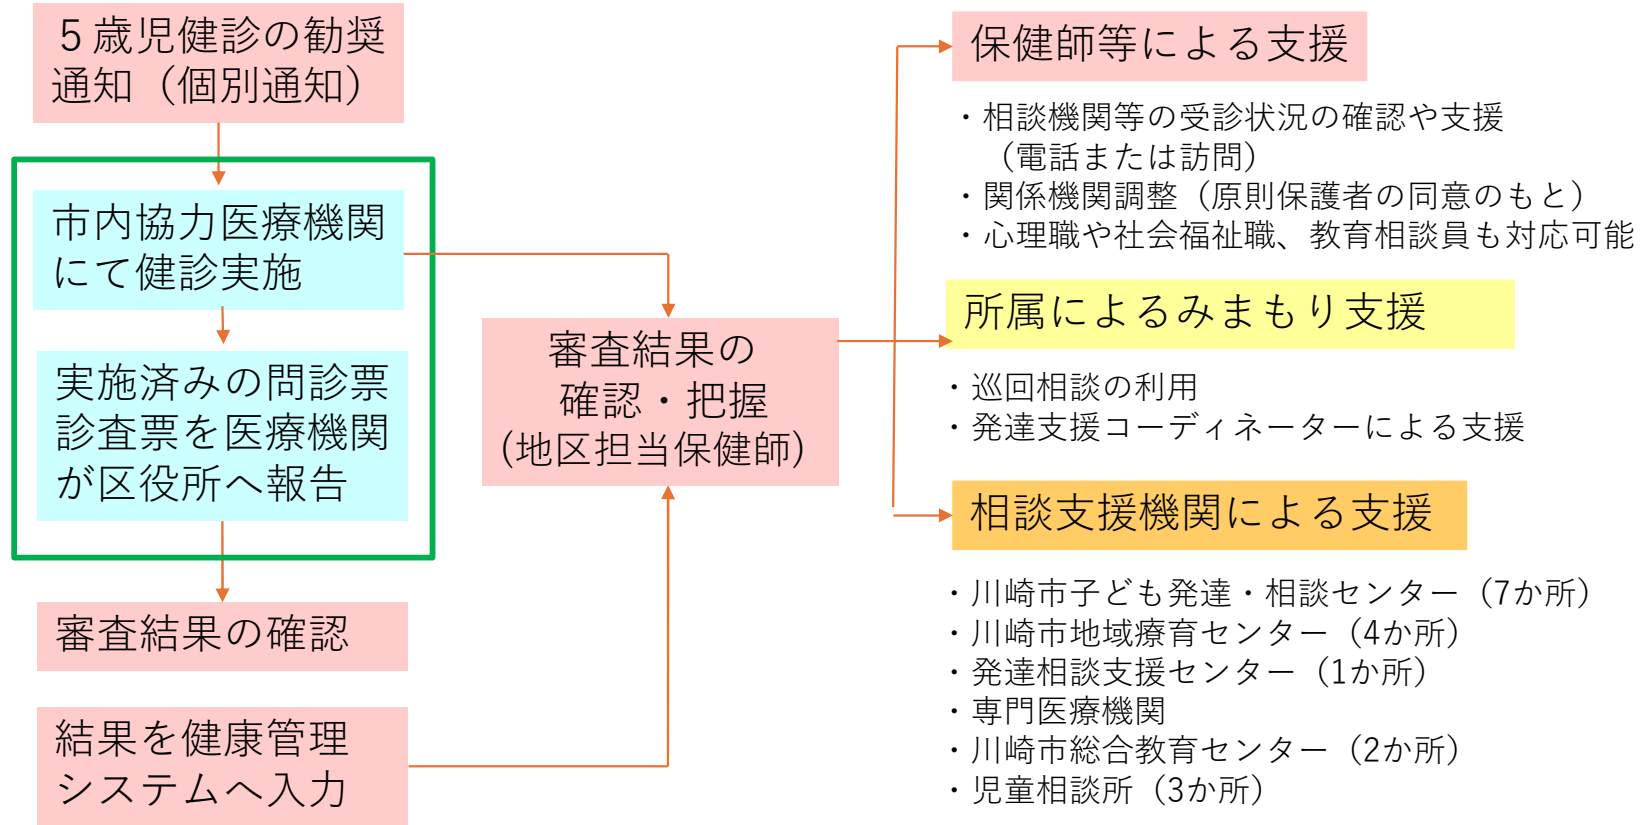 ５歳児健診の勧奨
通知（個別通知）
市内協力医療機関
にて健診実施
実施済みの問診票
診査票を医療機関
が区役所へ報告
審査結果の確認
結果を健康管理
システムへ入力
審査結果の
確認・把握
(地区担当保健師)
保健師等による支援
・相談機関等の受診状況の確認や支援
（電話または訪問）
・関係機関調整（原則保護者の同意のもと）
・心理職や社会福祉職、教育相談員も対応可能
所属によるみまもり支援
・巡回相談の利用
・発達支援コーディネーターによる支援
相談支援機関による支援
・川崎市子ども発達・相談センター（7か所）
・川崎市地域療育センター（4か所）
・発達相談支援センター（1か所）
・専門医療機関
・川崎市総合教育センター（2か所）
・児童相談所（3か所）